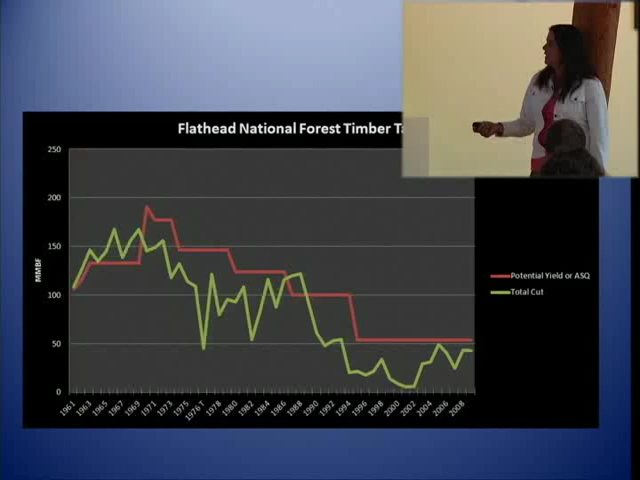 Flathead National Forest Timber Ta
250
200
150
100
50
0
MMBF
1961 1963 1965 1967 1969 1971 1973 1975 1976 T 1978 1980 1982 1984 1986 1988 1990 1992 1994 1996 1998 2000 2002 2004 2006 2008
Potential Yield or ASQ
Total Cut